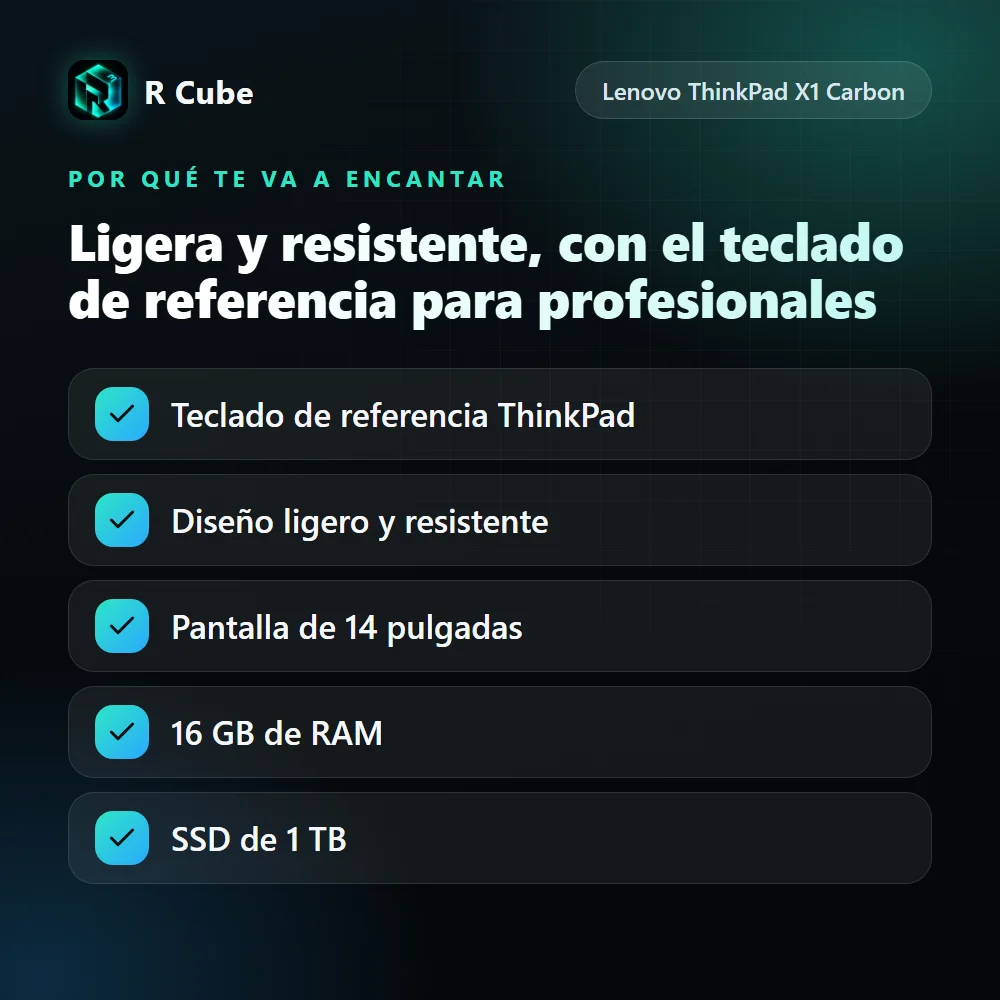 R Cube
Lenovo ThinkPad X1 Carbon
POR QUÉ TE VA A ENCANTAR
Ligera y resistente, con el teclado
de referencia para profesionales
Teclado de referencia ThinkPad
Diseño ligero y resistente
Pantalla de 14 pulgadas
16 GB de RAM
SSD de 1 TB